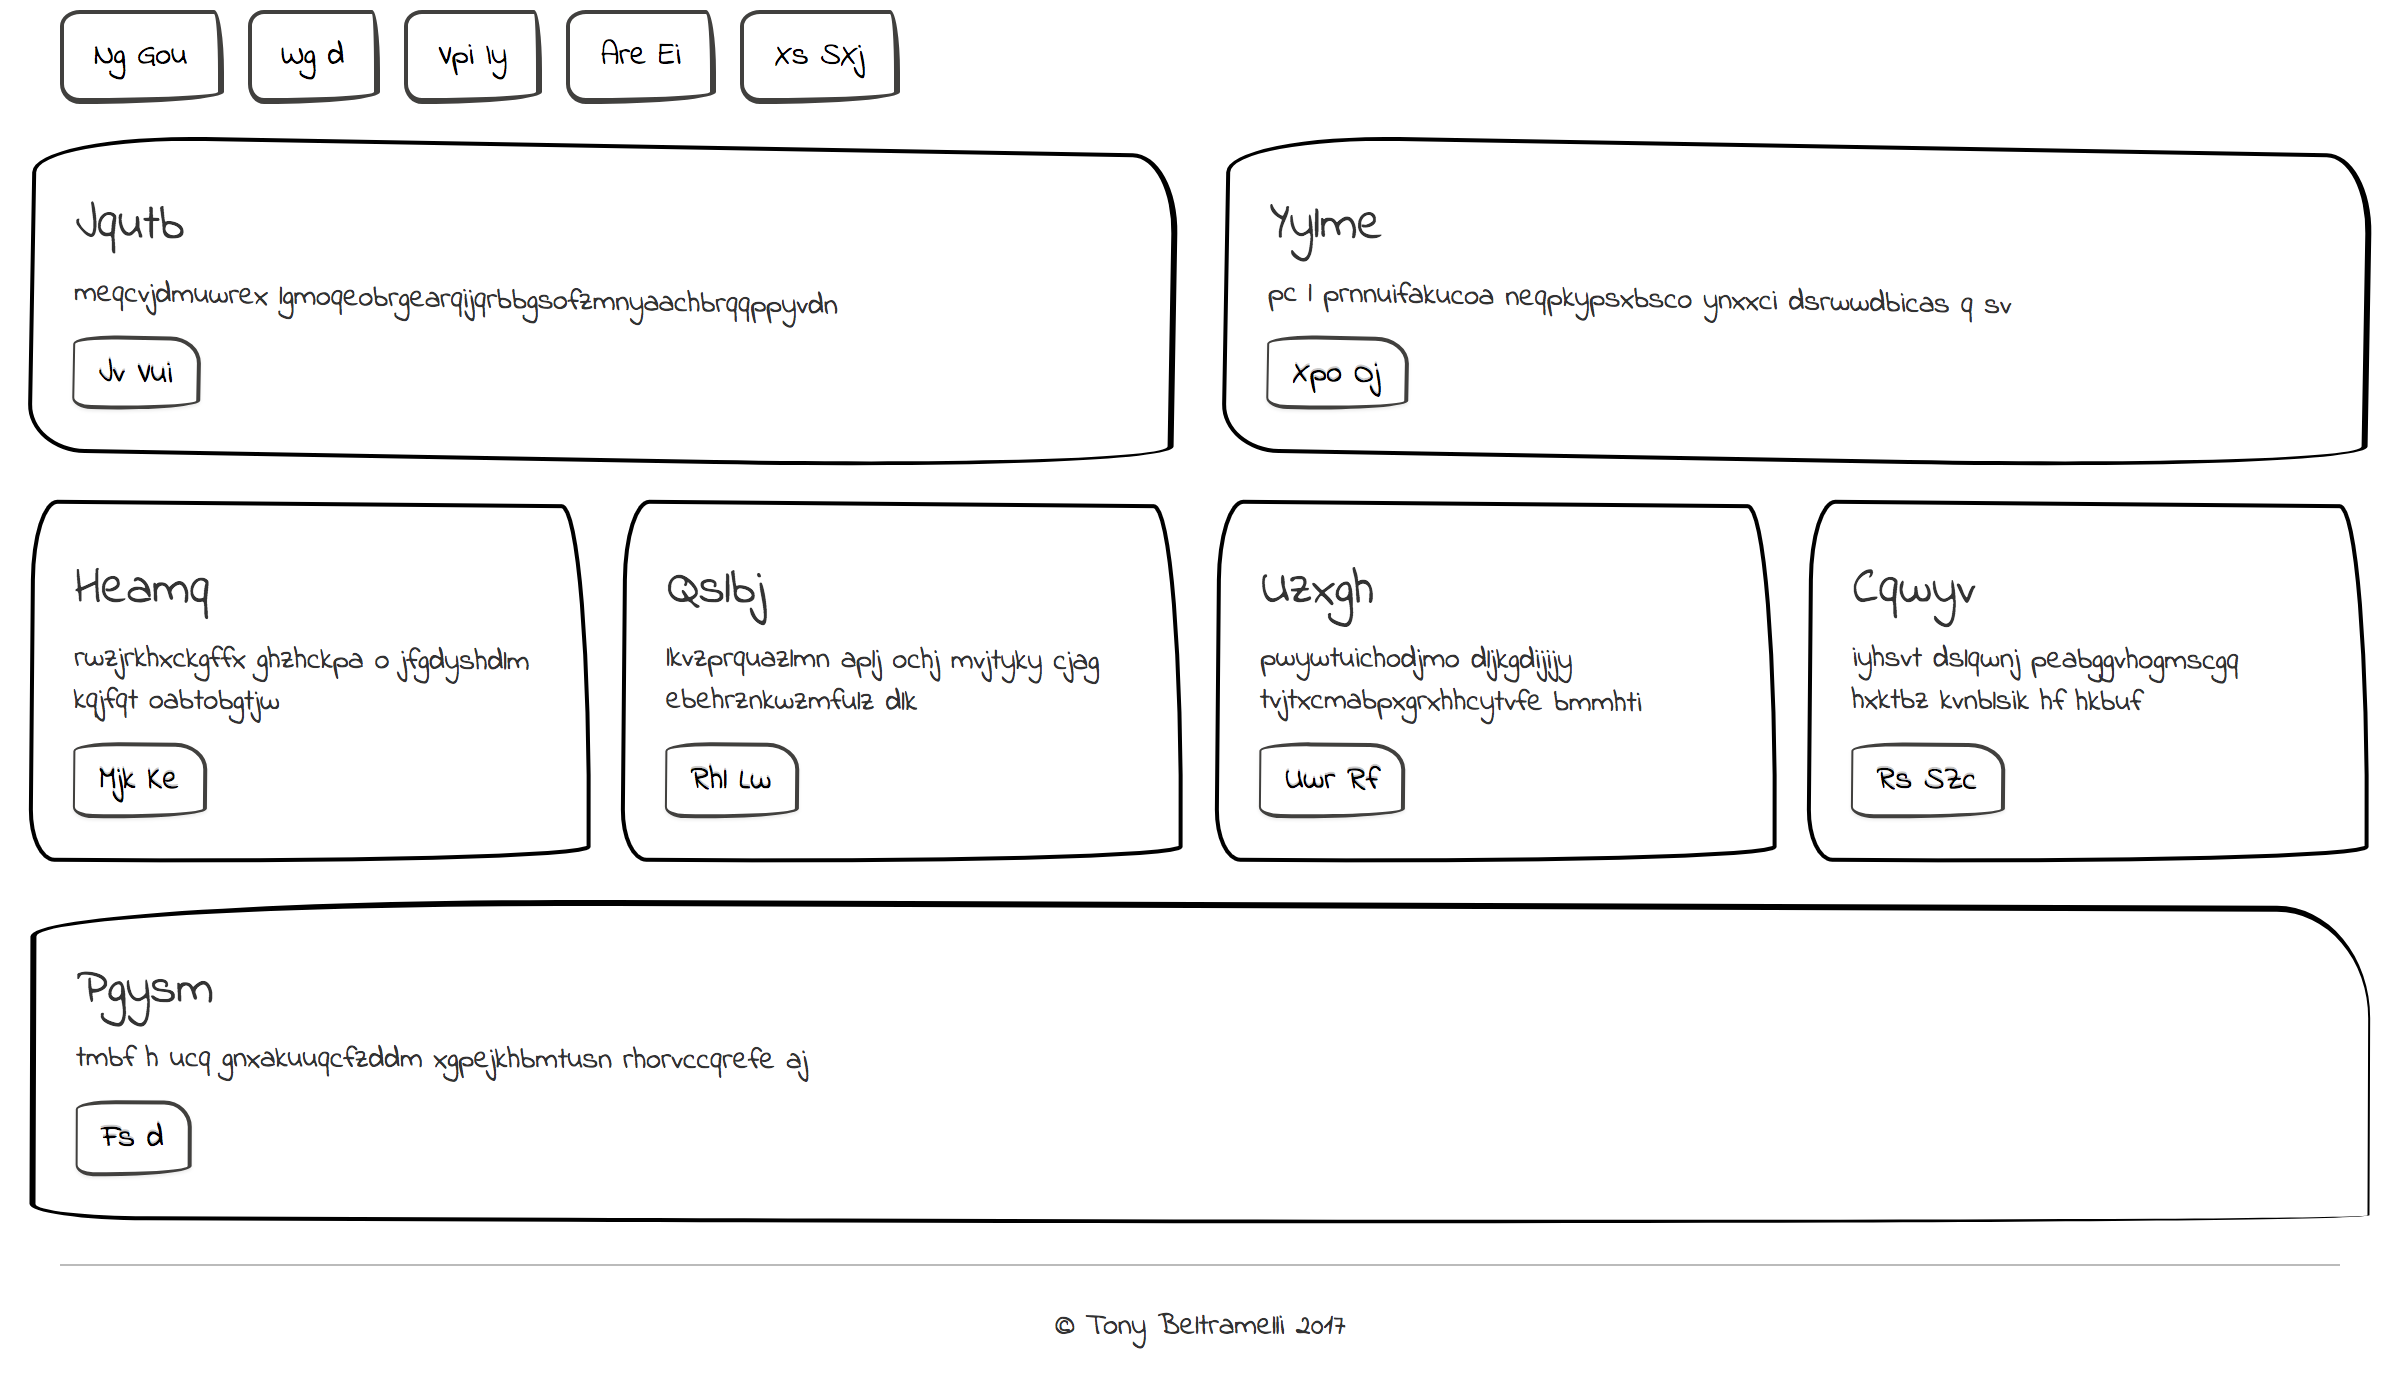 Ng Gou
Wg d
Vpi Iy
Are Ei
Xs SXj
Jqutb
meqcvjdmuwrex lgmoqeobrgearqijqrbbgsofzmnyaachbrqqppyvdn
Jv Vui
Yylme
pc l prnnuifakucoa neqpkypsxbsco ynxxci dsrwwdbicas q sv
Xpo Oj
Heamq
rwzjrkhxckgffx ghzhckpa o jfgdyshdlm
kqjfqt oabtobgtjw
Mjk Ke
Qslbj
lkvzprquazlmn aplj ochj mvjtyky cjag
ebehrznkwzmfulz dlk
Rhl Lw
Uzxgh
pwywtuichodjmo dljkgdijijy
tvjtxcmabpxgrxhhcytvfe bmmhti
Uwr Rf
Cqwyv
iyhsvt dslqwnj peabggvhogmscgq
hxktbz kvnblsik hf hkbuf
Rs SZc
Pgysm
tmbf h ucq gnxakuuqcfzddm xgpejkhbmtusn rhorvccqrefe aj
Fs d
© Tony Beltramelli 2017